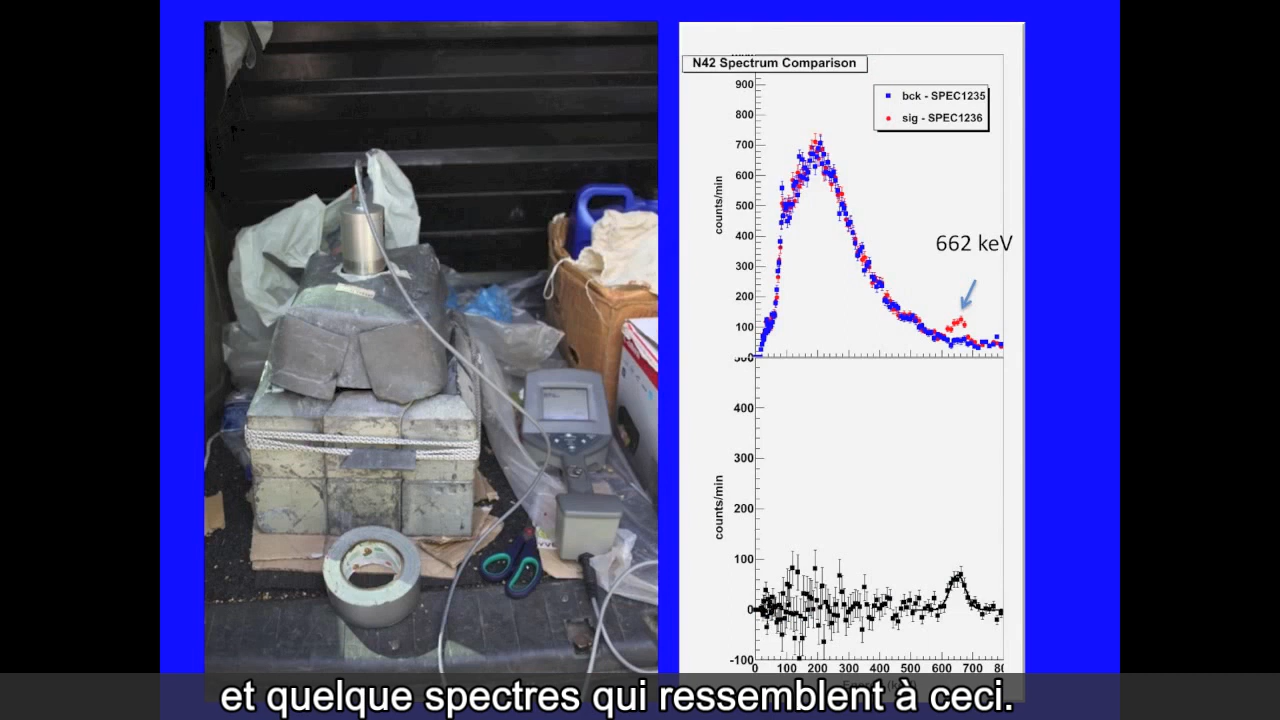 N42 Spectrum Comparison
bck - SPEC1235
sig - SPEC1236
counts/min
900
800
700
600
500
400
300
200
100
0
662 keV
counts/min
400
300
200
100
0
-100
0 100 200 300 400 500 600 700
et quelque spectres qui ressemblent à ceci.